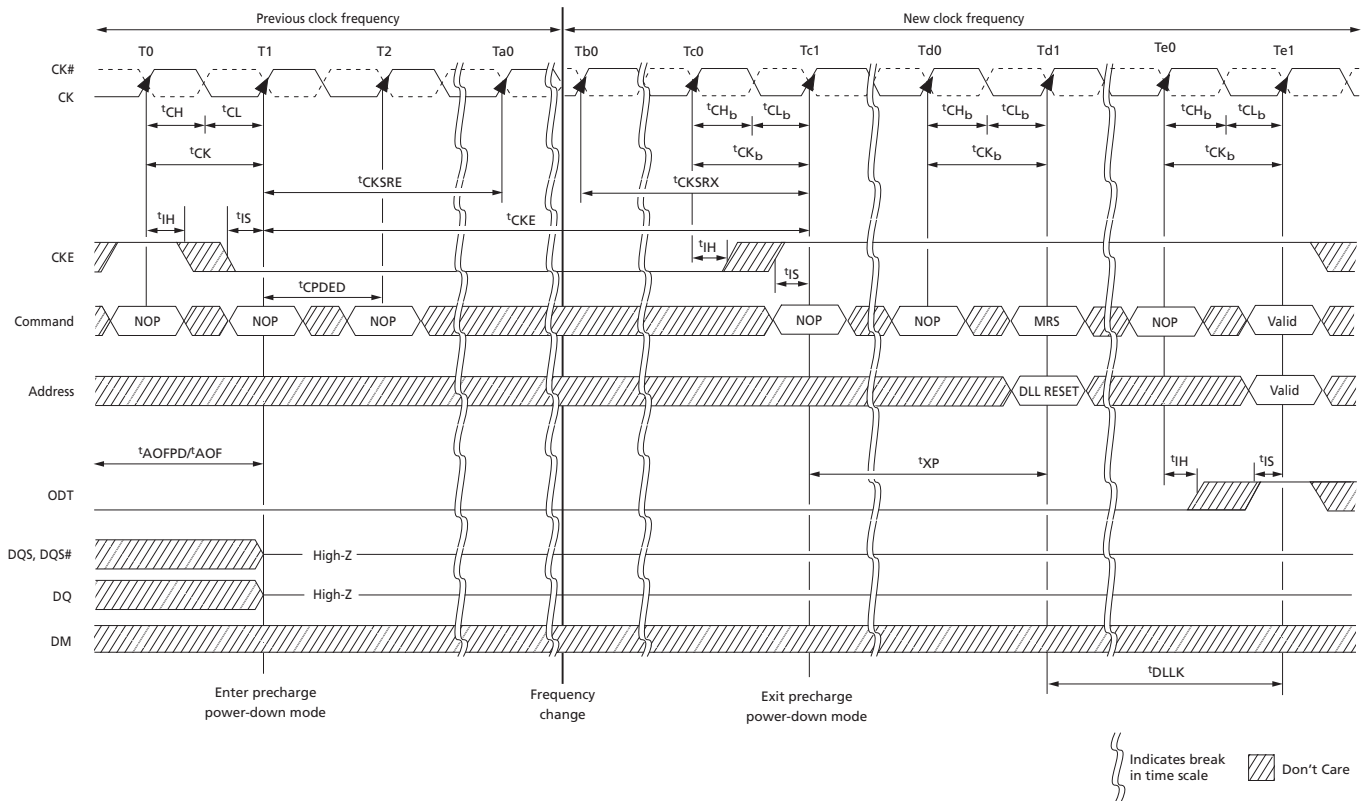 Previous clock frequency New clock frequency
T0 T1 T2 Ta0 Tb0 Tc0 Tc1 Td0 Td1 Te0 Te1
CK#
CK
tCH tCL tCHb tCLb tCHb tCLb tCHb tCLb
tCK tCKb tCKb tCKb
tCKSRE tCKSRX
tIH tIS tCKE
CKE tIH
tIS
tCPDED
Command NOP NOP NOP NOP NOP MRS NOP Valid
Address DLL RESET Valid
tAOFPD/tAOF tXP tIH tIS
ODT
DQS, DQS# High-Z
DQ High-Z
DM
tDLLK
Enter precharge
power-down mode
Frequency
change
Exit precharge
power-down mode
Indicates break
in time scale
Don't Care